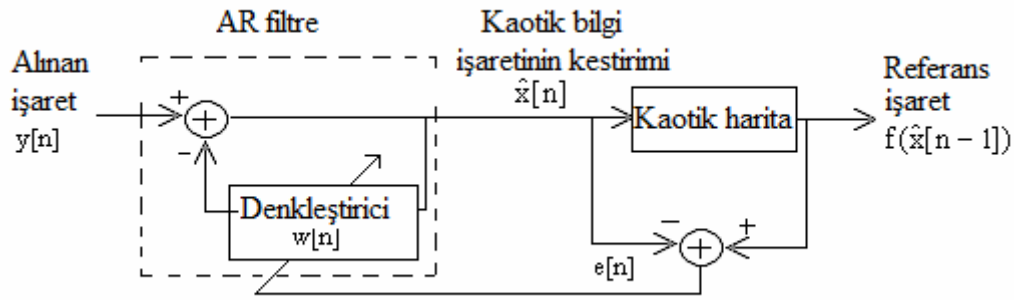 AR filtre
Kaotik bilgi
işaretinin kestirimi
x̂[n]
Alınan
işaret
y[n]
+
+
-
Denkleştirici
w[n]
Kaotik harita
Referans
işaret
f(x̂[n − 1])
-
+
+
e[n]